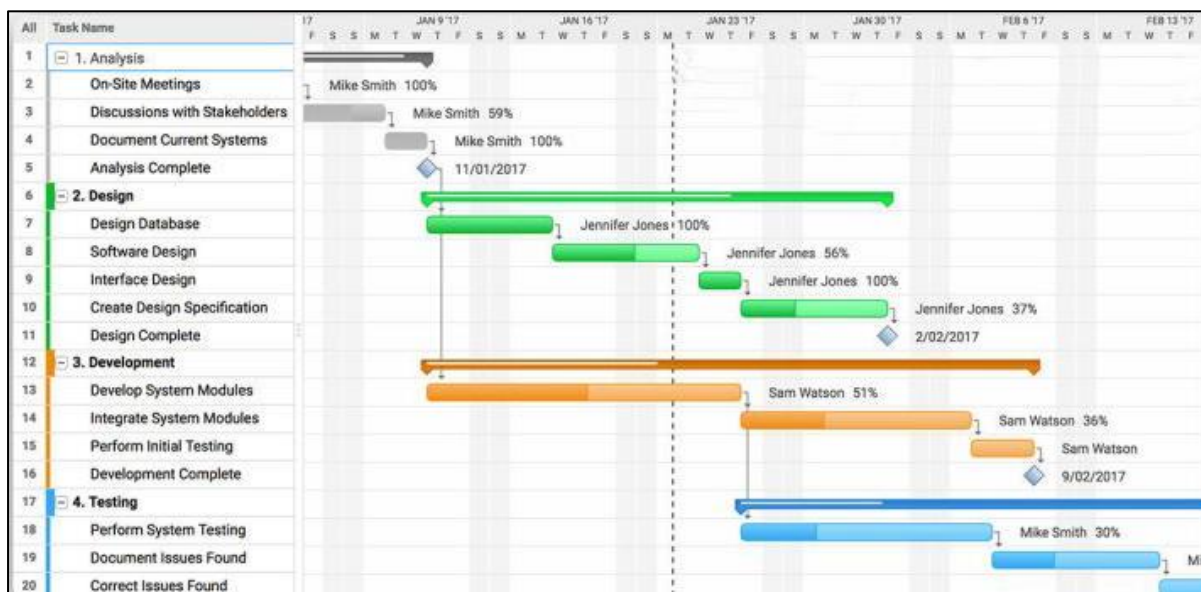 17 JAN 9 '17 JAN 16 '17 JAN 23 '17 JAN 30 '17 FEB 6 '17 FEB 13 '17
All Task Name
F S S M T W T F S S M T W T F S S M T W T F S S M T W T F S S M T W T F S S M T W T F
1 1. Analysis
2 On-Site Meetings Mike Smith 100%
3 Discussions with Stakeholders Mike Smith 59%
4 Document Current Systems Mike Smith 100%
5 Analysis Complete 11/01/2017
6 2. Design
7 Design Database Jennifer Jones 100%
8 Software Design Jennifer Jones 56%
9 Interface Design Jennifer Jones 100%
10 Create Design Specification Jennifer Jones 37%
11 Design Complete 2/02/2017
12 3. Development
13 Develop System Modules Sam Watson 51%
14 Integrate System Modules Sam Watson 36%
15 Perform Initial Testing Sam Watson
16 Development Complete 9/02/2017
17 4. Testing
18 Perform System Testing Mike Smith 30%
19 Document Issues Found Mi
20 Correct Issues Found